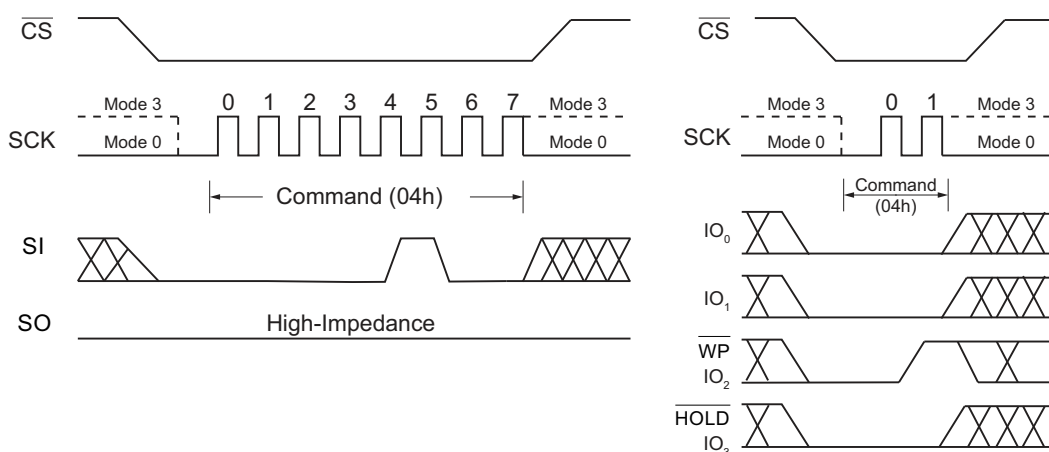 CS
Mode 3 0 1 2 3 4 5 6 7 Mode 3
SCK Mode 0 Mode 0
Command (04h)
SI
SO High-Impedance
CS
Mode 3 0 1 Mode 3
SCK Mode 0 Mode 0
Command
(04h)
IO0
IO1
WP
IO2
HOLD
IO3